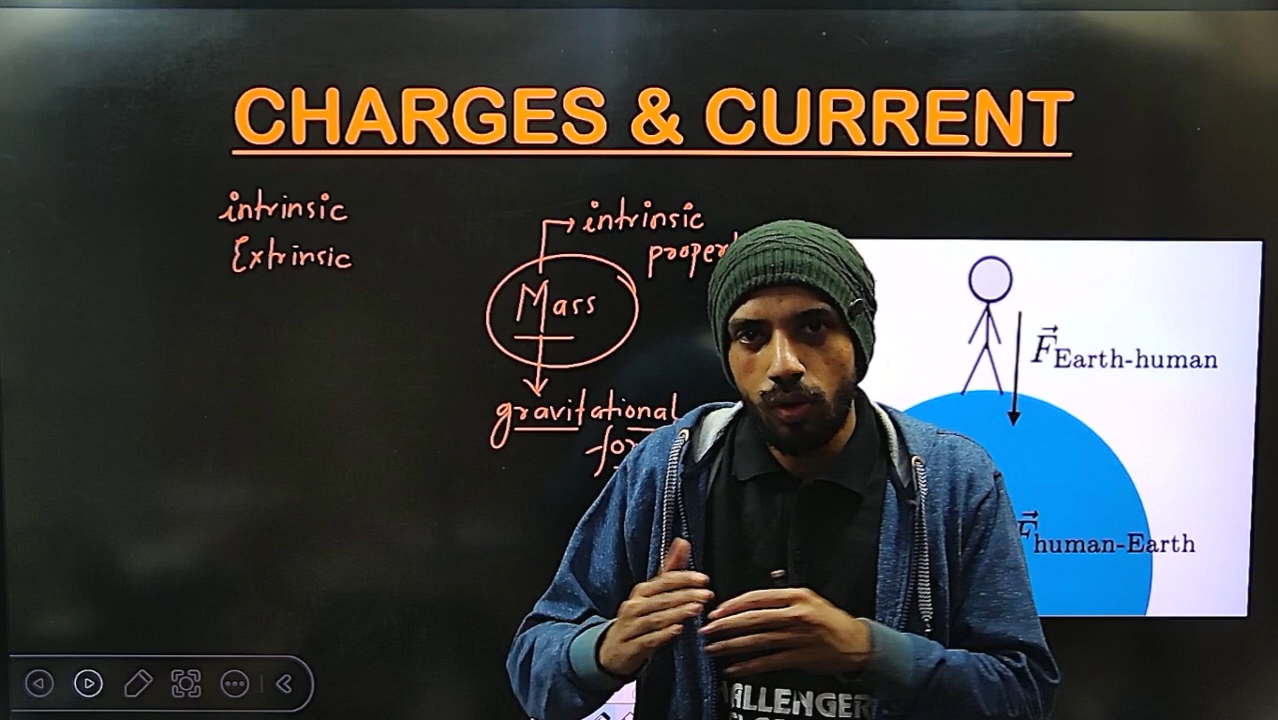 CHARGES & CURRENT
intrinsic
Extrinsic
intrinsic
Mass
gravitational
F Earth-human
human-Earth